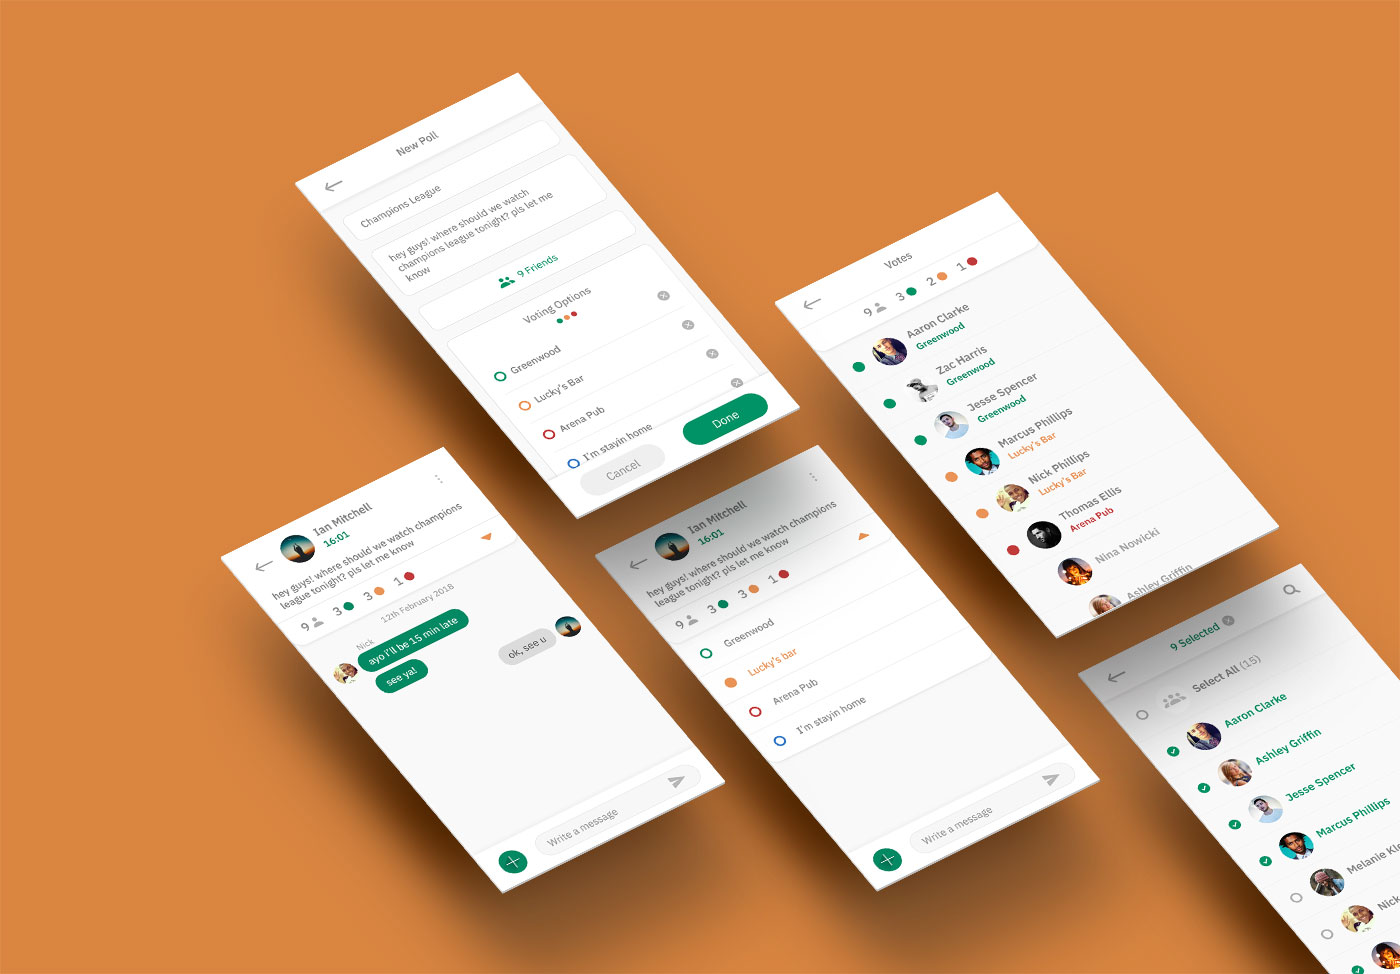 New Poll
Champions League
hey guys! where should we watch
champions league tonight? pls let me
know
9 Friends
Voting Options
Greenwood
Lucky's Bar
Arena Pub
I'm stayin home
Cancel
Done
Votes
9 3 2 1
Aaron Clarke
Greenwood
Zac Harris
Greenwood
Jesse Spencer
Greenwood
Marcus Phillips
Lucky's Bar
Nick Phillips
Lucky's Bar
Thomas Ellis
Arena Pub
Nina Nowicki
Ashley Griffin
Ian Mitchell
16:01
hey guys! where should we watch champions
league tonight? pls let me know
9 3 3 1
12th February 2018
Nick
ayo i'll be 15 min late
see ya!
ok, see u
Write a message
Ian Mitchell
16:01
hey guys! where should we watch champions
league tonight? pls let me know
9 3 3 1
Greenwood
Lucky's bar
Arena Pub
I'm stayin home
Write a message
9 Selected
Select All (15)
Aaron Clarke
Ashley Griffin
Jesse Spencer
Marcus Phillips
Melanie
Nick